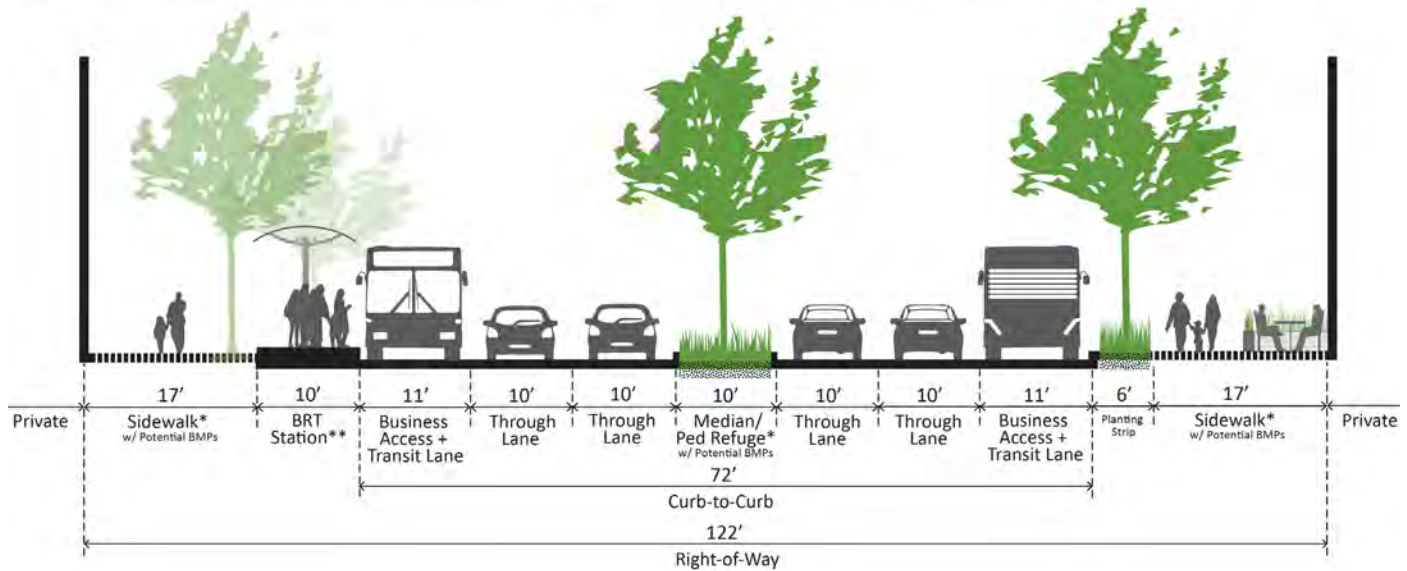 17’
10’
11’
10’
10’
10’
10’
10’
11’
6’
17’
Private
Sidewalk*
w/ Potential BMPs
BRT
Station**
Business
Access +
Transit Lane
Through
Lane
Through
Lane
Median/
Ped Refuge*
w/ Potential BMPs
Through
Lane
Through
Lane
Business
Access +
Transit Lane
Planting
Strip
Sidewalk*
w/ Potential BMPs
Private
72’
Curb-to-Curb
122’
Right-of-Way